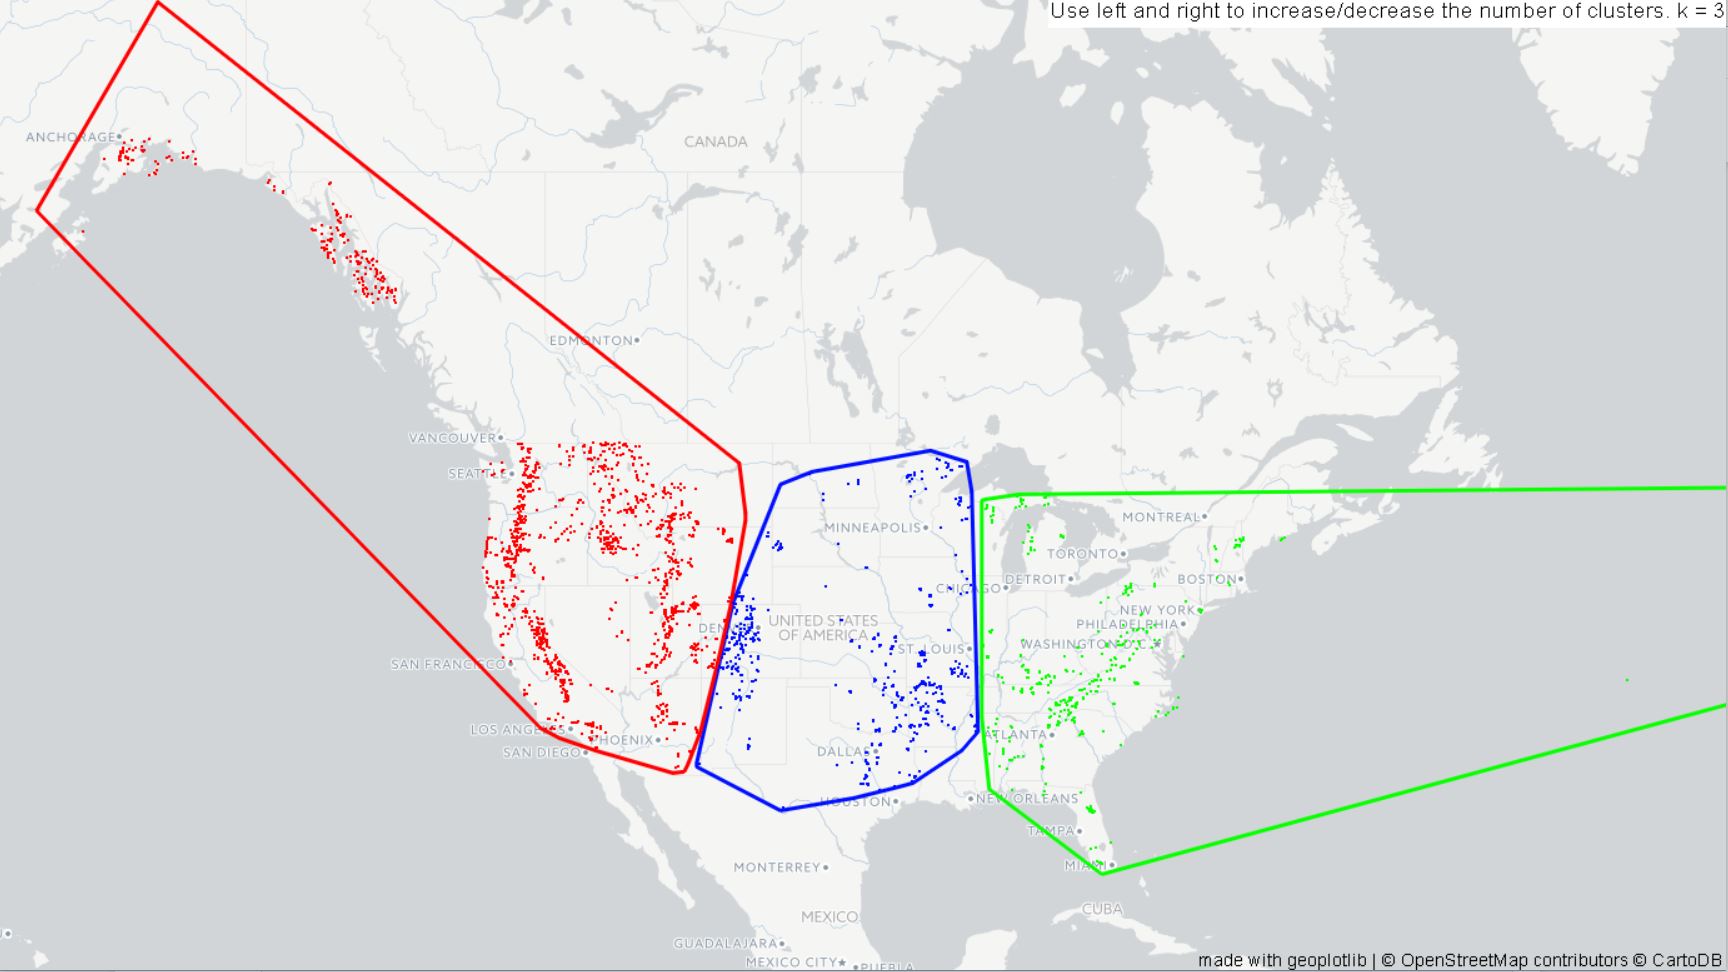 Use left and right to increase/decrease the number of clusters. k = 3
ANCHORAGE
CANADA
EDMONTON
VANCOUVER
SEATTLE
MINNEAPOLIS
MONTREAL
TORONTO
CHICAGO
DETROIT
BOSTON
NEW YORK
UNITED STATES
OF AMERICA
PHILADELPHIA
DENVER
WASHINGTON D.C.
ST. LOUIS
SAN FRANCISCO
LOS ANGELES
PHOENIX
ATLANTA
SAN DIEGO
DALLAS
HOUSTON
NEW ORLEANS
TAMPA
MIAMI
MONTERREY
CUBA
MEXICO
GUADALAJARA
MEXICO CITY
PUEBLA
made with geoplotlib | © OpenStreetMap contributors © CartoDB